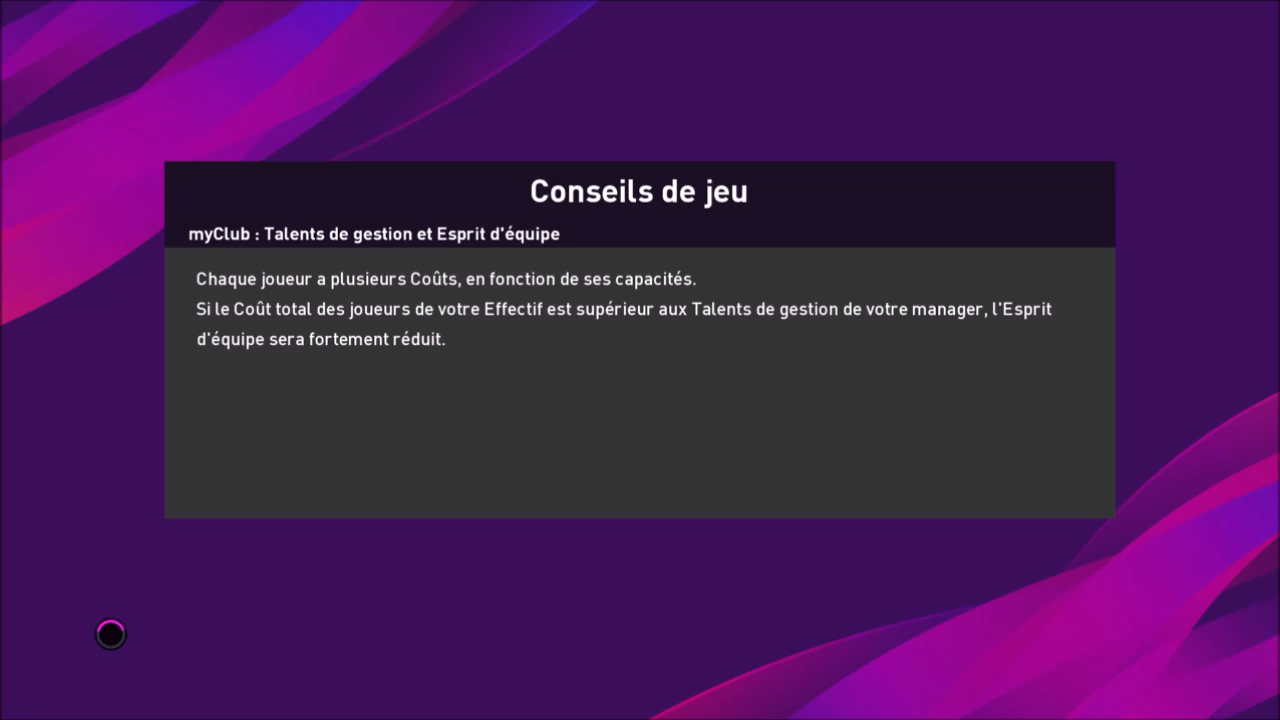 Conseils de jeu
myClub : Talents de gestion et Esprit d'équipe
Chaque joueur a plusieurs Coûts, en fonction de ses capacités.
Si le Coût total des joueurs de votre Effectif est supérieur aux Talents de gestion de votre manager, l'Esprit
d'équipe sera fortement réduit.